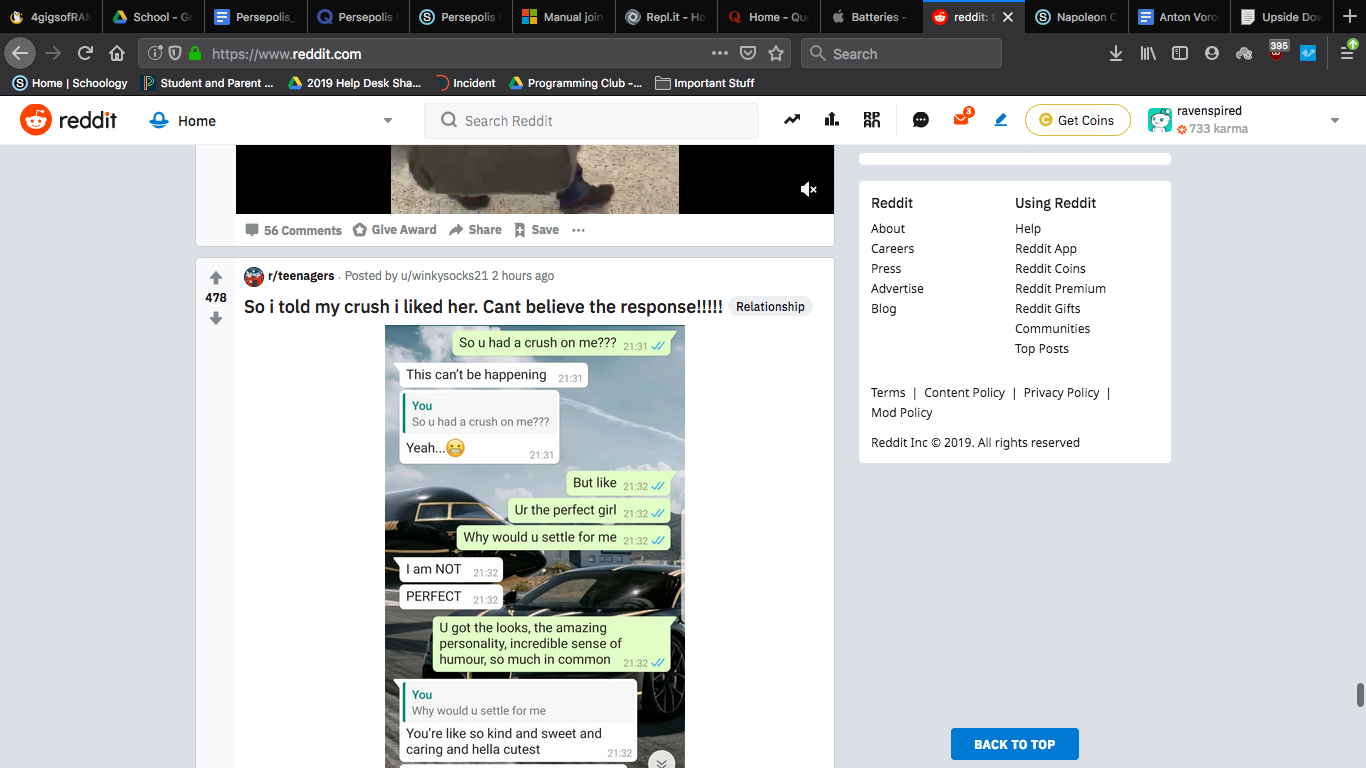 4gigsofRAM
School - Go
Persepolis_
Persepolis
Persepolis
Manual join
Repl.it - Ho
Home - Quo
Batteries -
reddit: t
Napoleon C
Anton Voro
Upside Dow
https://www.reddit.com
Search
395
Home | Schoology
Student and Parent ...
2019 Help Desk Sha...
Incident
Programming Club -...
Important Stuff
reddit
Home
Search Reddit
3
Get Coins
ravenspired
733 karma
56 Comments
Give Award
Share
Save
478
r/teenagers · Posted by u/winkysocks21 2 hours ago
So i told my crush i liked her. Cant believe the response!!!!! Relationship
So u had a crush on me??? 21:31
This can't be happening 21:31
You
So u had a crush on me???
Yeah...😬 21:31
But like 21:32
Ur the perfect girl 21:32
Why would u settle for me 21:32
I am NOT 21:32
PERFECT 21:32
U got the looks, the amazing
personality, incredible sense of
humour, so much in common 21:32
You
Why would u settle for me
You're like so kind and sweet and
caring and hella cutest 21:32
Reddit
About
Careers
Press
Advertise
Blog
Using Reddit
Help
Reddit App
Reddit Coins
Reddit Premium
Reddit Gifts
Communities
Top Posts
Terms | Content Policy | Privacy Policy |
Mod Policy
Reddit Inc © 2019. All rights reserved
BACK TO TOP